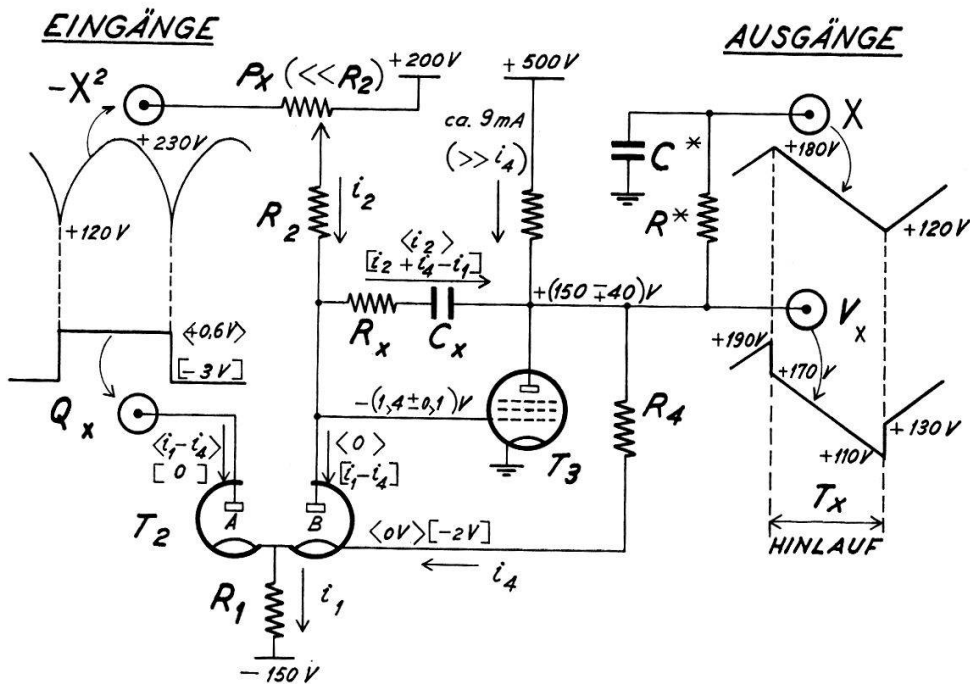 EINGÄNGE
AUSGÄNGE
-X²
Pₓ (<< R₂)
+200V
+500V
+230V
+120V
ca. 9mA
(>> i₄)
R₂
i₂
C*
R*
X
+180V
+120V
<i₂>
[i₂ + i₄ - i₁]
Rₓ
Cₓ
+(150 ∓ 40)V
Vₓ
<+0,6V>
[-3V]
Qₓ
-(1,4 ± 0,1)V
T₃
R₄
+190V
+170V
+110V
+130V
<i₁-i₄>
[0]
<0>
[i₁-i₄]
T₂
A
B
<0V>[-2V]
i₄
Tₓ
HINLAUF
R₁
i₁
-150V